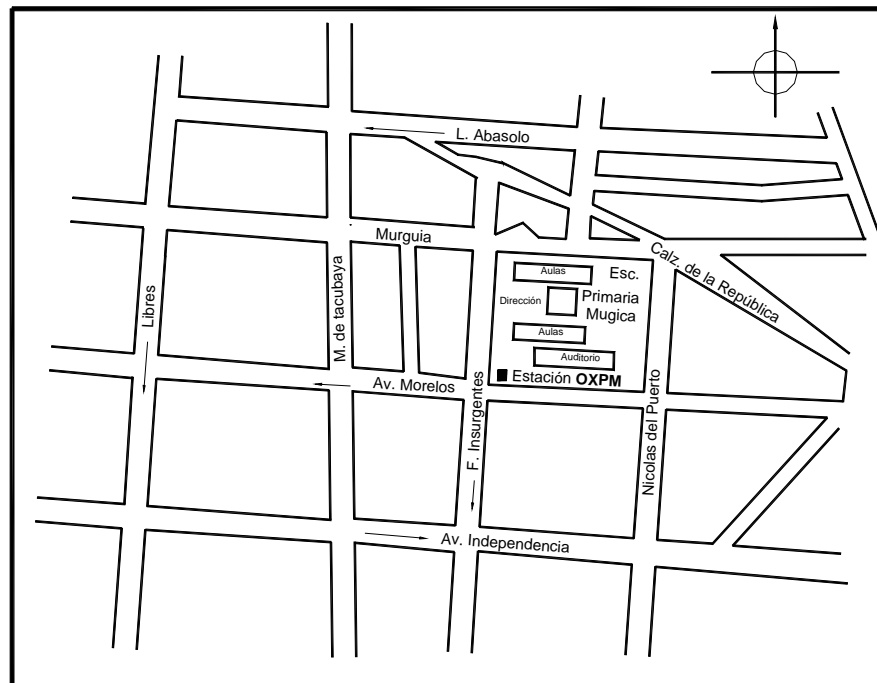 L. Abasolo
Murguia
Calz. de la República
Aulas
Esc.
Dirección
Primaria
Mugica
Aulas
Auditorio
Estación OXPM
Libres
M. de tacubaya
Av. Morelos
F. Insurgentes
Nicolas del Puerto
Av. Independencia